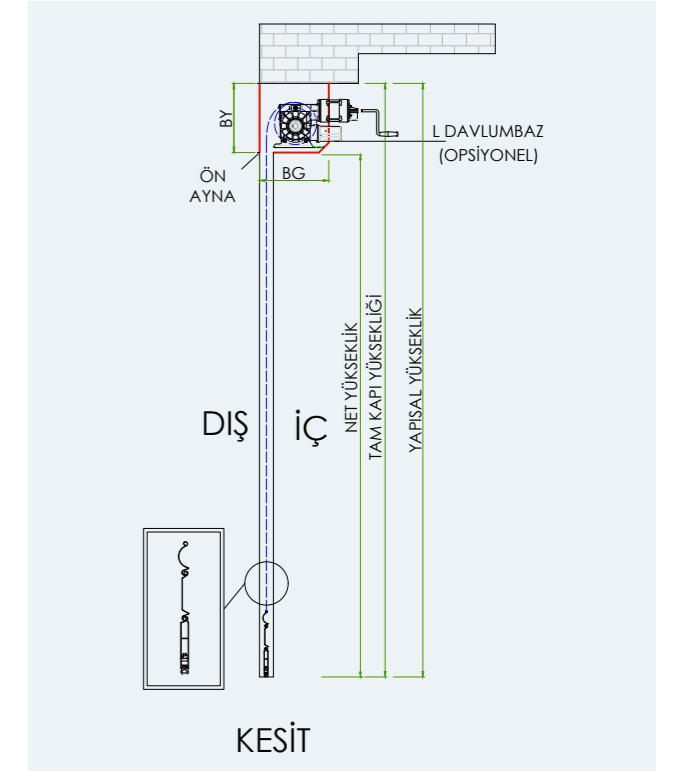 BY
L DAVLUMBAZ
(OPSİYONEL)
ÖN
AYNA
BG
NET YÜKSEKLİK
TAM KAPI YÜKSEKLİĞİ
YAPISAL YÜKSEKLİK
DIŞ
İÇ
KESİT